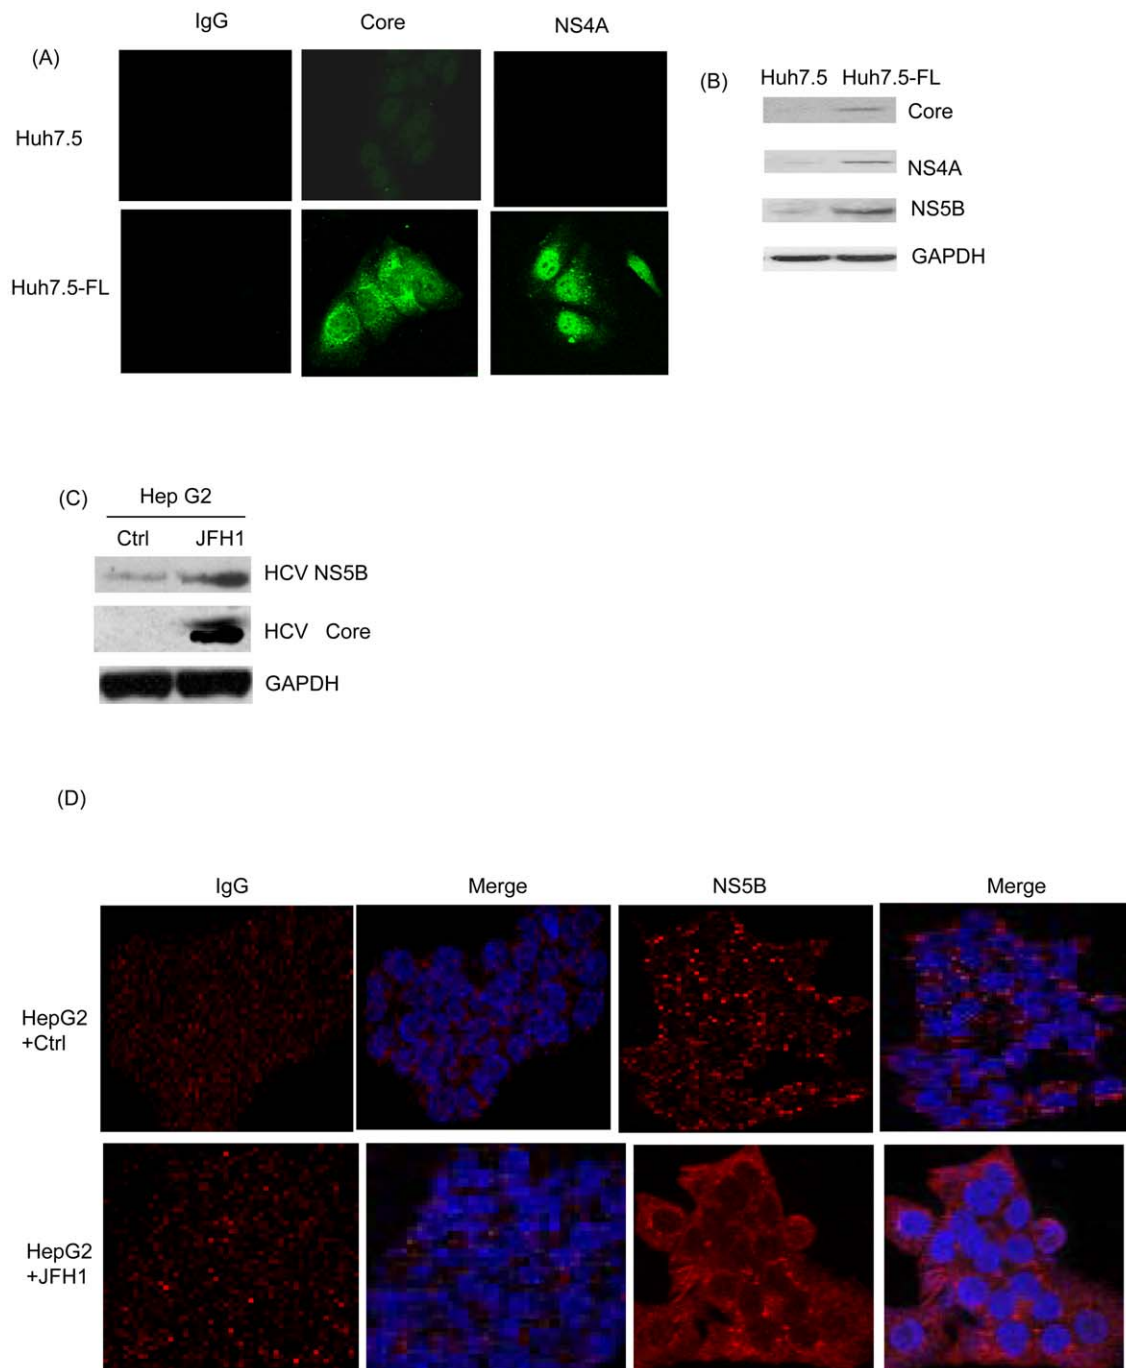 IgG Core NS4A
(A)
Huh7.5
Huh7.5-FL
(B)
Huh7.5 Huh7.5-FL
Core
NS4A
NS5B
GAPDH
(C)
Hep G2
Ctrl JFH1
HCV NS5B
HCV Core
GAPDH
(D)
IgG Merge NS5B Merge
HepG2
+Ctrl
HepG2
+JFH1